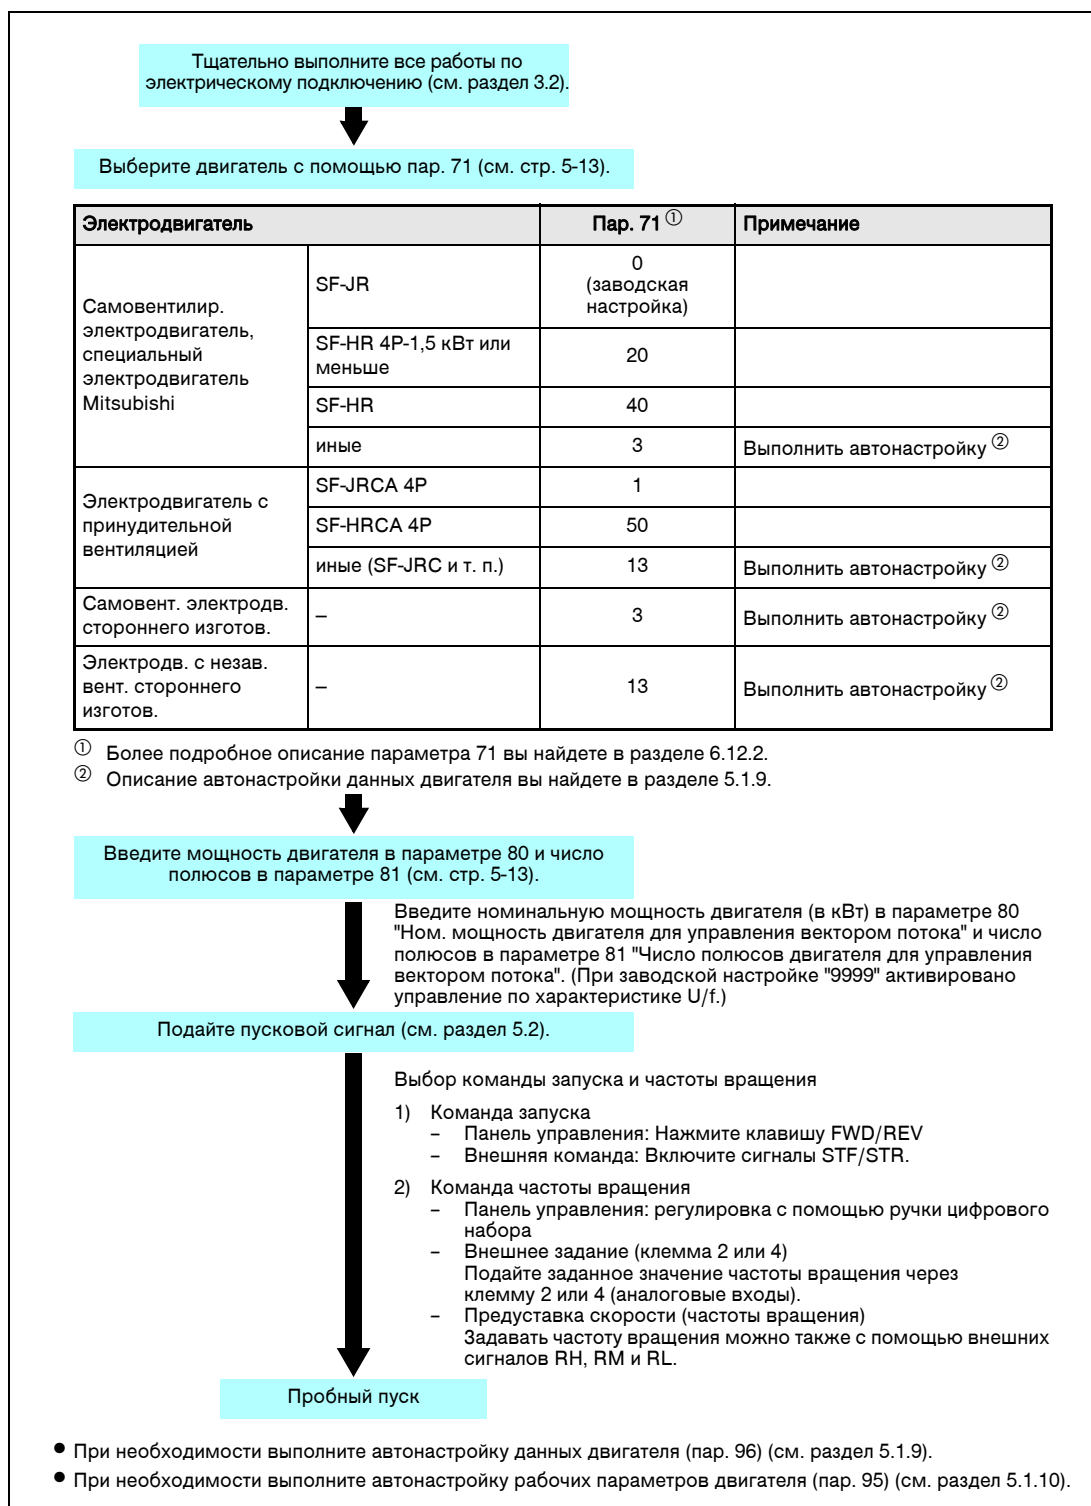 Тщательно выполните все работы по
электрическому подключению (см. раздел 3.2).
Выберите двигатель с помощью пар. 71 (см. стр. 5-13).
Электродвигатель Пар. 71 ① Примечание
Самовентилир.
электродвигатель,
специальный
электродвигатель
Mitsubishi
SF-JR
0
(заводская
настройка)
SF-HR 4P-1,5 кВт или
меньше
20
SF-HR 40
иные 3 Выполнить автонастройку ②
Электродвигатель с
принудительной
вентиляцией
SF-JRCA 4P 1
SF-HRCA 4P 50
иные (SF-JRC и т. п.) 13 Выполнить автонастройку ②
Самовент. электродв.
стороннего изготов.
– 3 Выполнить автонастройку ②
Электродв. с незав.
вент. стороннего
изготов.
– 13 Выполнить автонастройку ②
① Более подробное описание параметра 71 вы найдете в разделе 6.12.2.
② Описание автонастройки данных двигателя вы найдете в разделе 5.1.9.
Введите мощность двигателя в параметре 80 и число
полюсов в параметре 81 (см. стр. 5-13).
Введите номинальную мощность двигателя (в кВт) в параметре 80
"Ном. мощность двигателя для управления вектором потока" и число
полюсов в параметре 81 "Число полюсов двигателя для управления
вектором потока". (При заводской настройке "9999" активировано
управление по характеристике U/f.)
Подайте пусковой сигнал (см. раздел 5.2).
Выбор команды запуска и частоты вращения
1) Команда запуска
– Панель управления: Нажмите клавишу FWD/REV
– Внешняя команда: Включите сигналы STF/STR.
2) Команда частоты вращения
– Панель управления: регулировка с помощью ручки цифрового
набора
– Внешнее задание (клемма 2 или 4)
Подайте заданное значение частоты вращения через
клемму 2 или 4 (аналоговые входы).
– Предуставка скорости (частоты вращения)
Задавать частоту вращения можно также с помощью внешних
сигналов RH, RM и RL.
Пробный пуск
● При необходимости выполните автонастройку данных двигателя (пар. 96) (см. раздел 5.1.9).
● При необходимости выполните автонастройку рабочих параметров двигателя (пар. 95) (см. раздел 5.1.10).